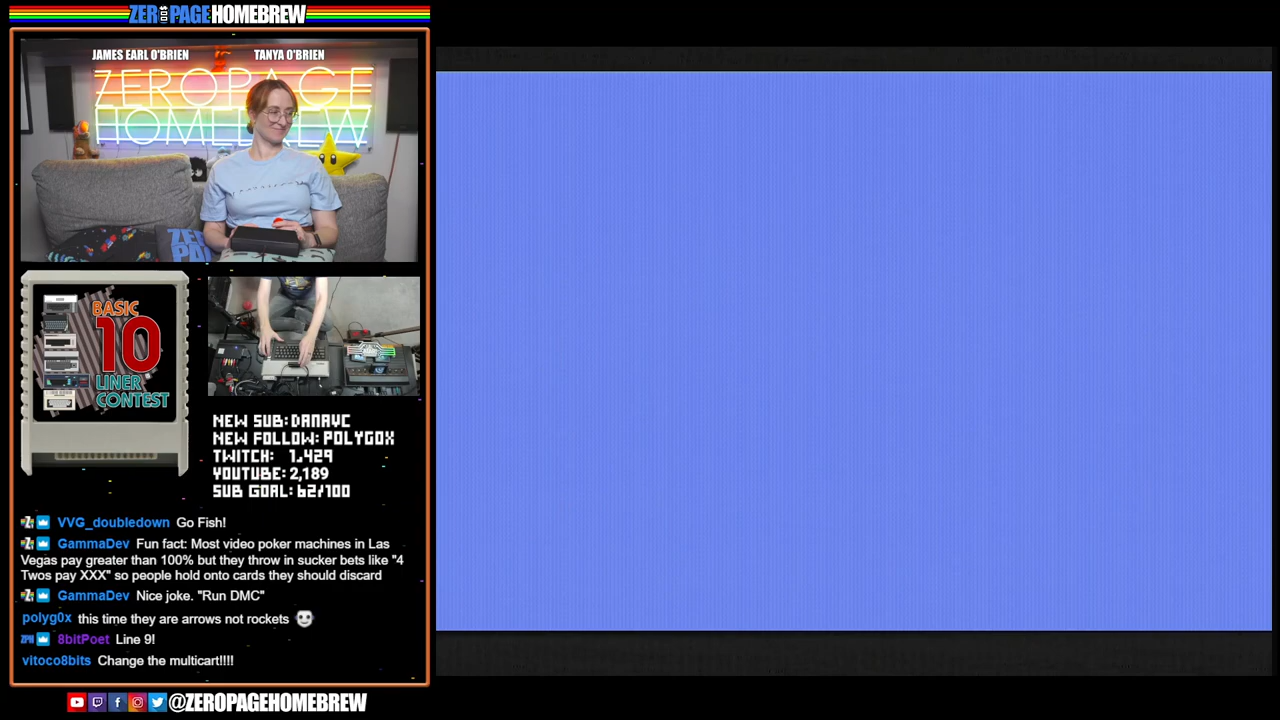 ZEROPAGE HOMEBREW
JAMES EARL O'BRIEN
TANYA O'BRIEN
ZEROPAGE
HOMEBREW
BASIC
10
LINER
CONTEST
NEW SUB: DANAVC
NEW FOLLOW: POLYG0X
TWITCH: 1,429
YOUTUBE: 2,189
SUB GOAL: 62/100
VVG_doubledown Go Fish!
GammaDev Fun fact: Most video poker machines in Las
Vegas pay greater than 100% but they throw in sucker bets like "4
Twos pay XXX" so people hold onto cards they should discard
GammaDev Nice joke. "Run DMC"
polyg0x this time they are arrows not rockets
8bitPoet Line 9!
vitoco8bits Change the multicart!!!!
@ZEROPAGEHOMEBREW